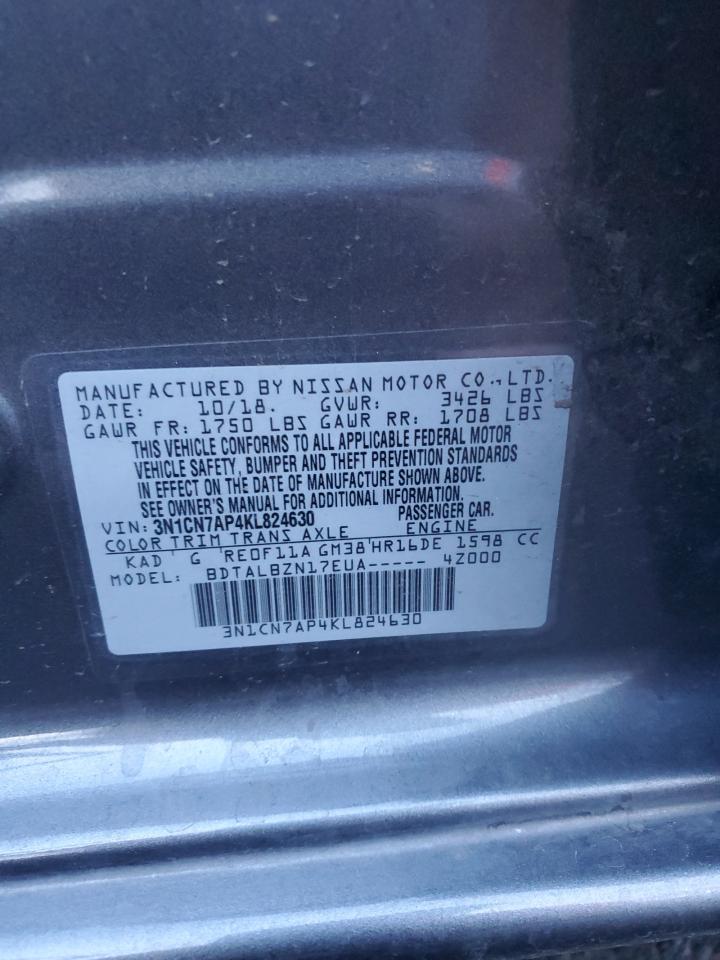 MANUFACTURED BY NISSAN MOTOR CO., LTD.
DATE: 10/18. GVWR: 3426 LBS
GAWR FR: 1750 LBS GAWR RR: 1708 LBS
THIS VEHICLE CONFORMS TO ALL APPLICABLE FEDERAL MOTOR
VEHICLE SAFETY, BUMPER AND THEFT PREVENTION STANDARDS
IN EFFECT ON THE DATE OF MANUFACTURE SHOWN ABOVE.
SEE OWNER'S MANUAL FOR ADDITIONAL INFORMATION.
VIN: 3N1CN7AP4KL824630 PASSENGER CAR.
COLOR TRIM TRANS AXLE ENGINE
KAD G RE0F11A GM38 HR16DE 1598 CC
MODEL: BDTALBZN17EUA----- 4Z000
3N1CN7AP4KL824630